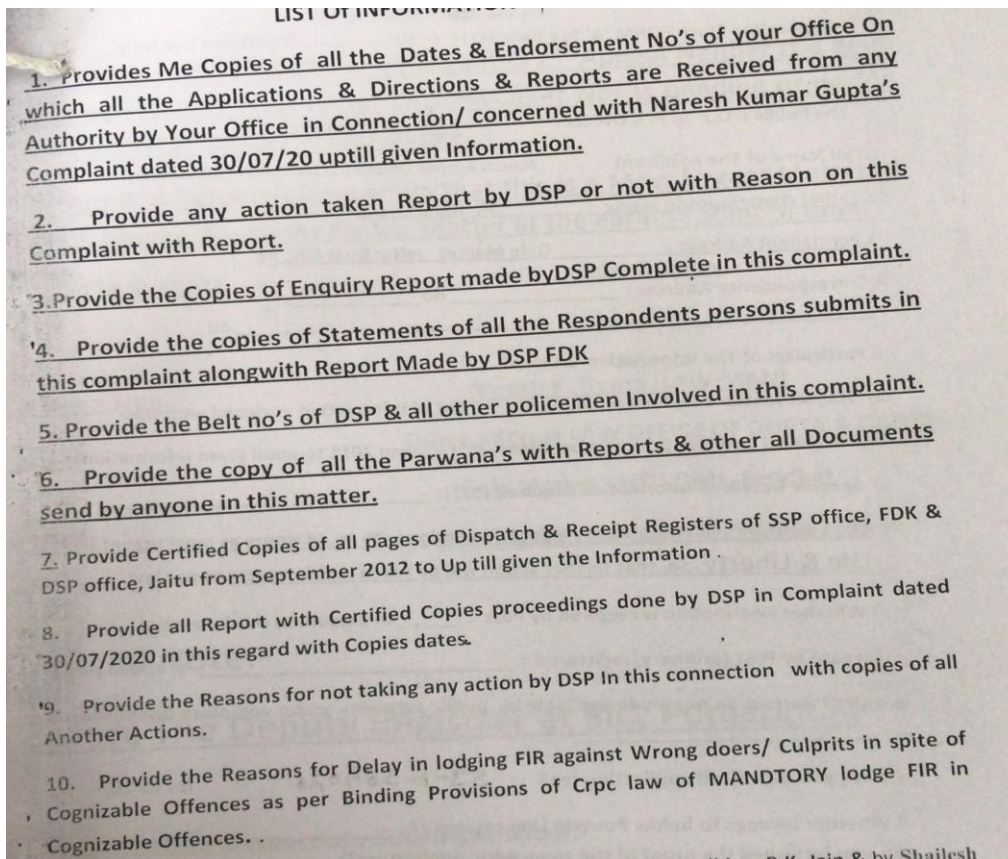 LIST OF INFORMATION
1. Provides Me Copies of all the Dates & Endorsement No's of your Office On
which all the Applications & Directions & Reports are Received from any
Authority by Your Office in Connection/ concerned with Naresh Kumar Gupta's
Complaint dated 30/07/20 uptill given Information.
2. Provide any action taken Report by DSP or not with Reason on this
Complaint with Report.
3.Provide the Copies of Enquiry Report made byDSP Complete in this complaint.
4. Provide the copies of Statements of all the Respondents persons submits in
this complaint alongwith Report Made by DSP FDK
5. Provide the Belt no's of DSP & all other policemen Involved in this complaint.
6. Provide the copy of all the Parwana's with Reports & other all Documents
send by anyone in this matter.
7. Provide Certified Copies of all pages of Dispatch & Receipt Registers of SSP office, FDK &
DSP office, Jaitu from September 2012 to Up till given the Information .
8. Provide all Report with Certified Copies proceedings done by DSP in Complaint dated
30/07/2020 in this regard with Copies dates.
9. Provide the Reasons for not taking any action by DSP In this connection with copies of all
Another Actions.
10. Provide the Reasons for Delay in lodging FIR against Wrong doers/ Culprits in spite of
Cognizable Offences as per Binding Provisions of Crpc law of MANDTORY lodge FIR in
Cognizable Offences.
Jain & by Shailesh